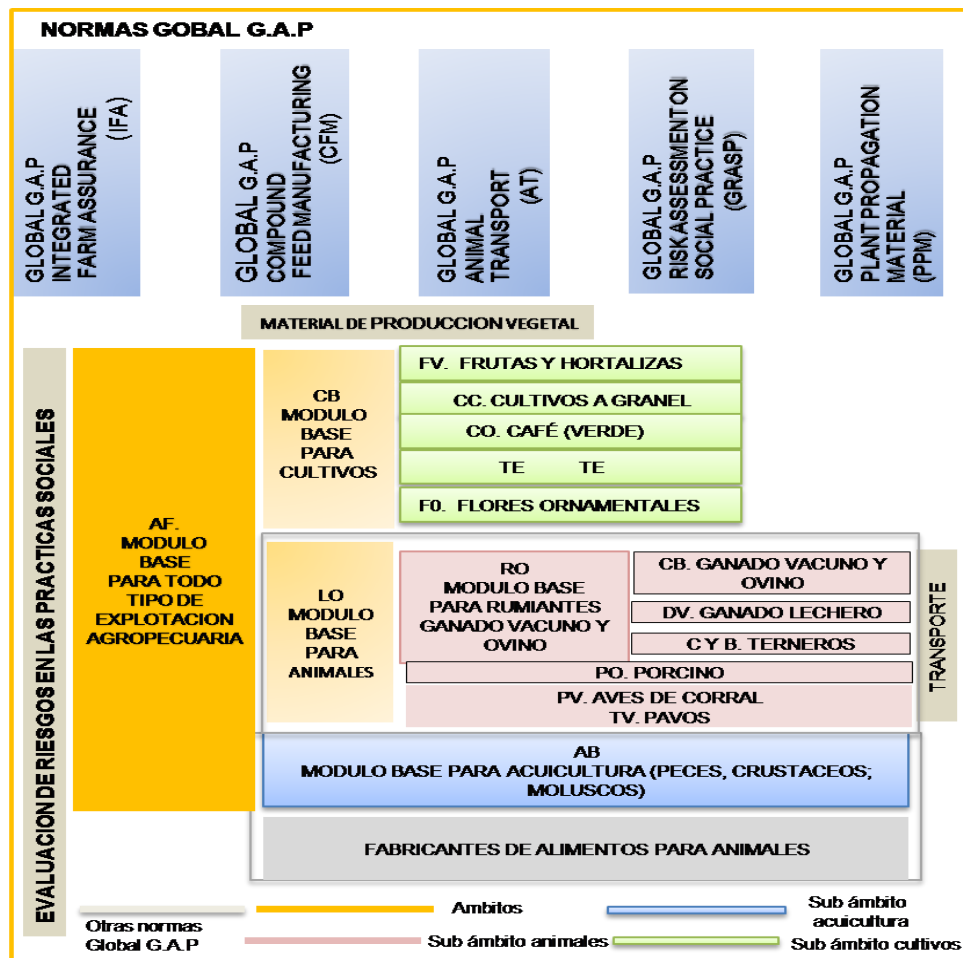 NORMAS GOBAL G.A.P
GLOBAL G.A.P
INTEGRATED
FARM ASSURANCE
(IFA)
GLOBAL G.A.P
COMPOUND
FEED MANUFACTURING
(CFM)
GLOBAL G.A.P
ANIMAL
TRANSPORT
(AT)
GLOBAL G.A.P
RISK ASSESSMENT ON
SOCIAL PRACTICE
(GRASP)
GLOBAL G.A.P
PLANT PROPAGATION
MATERIAL
(PPM)
MATERIAL DE PRODUCCION VEGETAL
EVALUACION DE RIESGOS EN LAS PRACTICAS SOCIALES
AF.
MODULO
BASE
PARA TODO
TIPO DE
EXPLOTACION
AGROPECUARIA
CB
MODULO
BASE
PARA
CULTIVOS
FV. FRUTAS Y HORTALIZAS
CC. CULTIVOS A GRANEL
CO. CAFÉ (VERDE)
TE TE
F0. FLORES ORNAMENTALES
LO
MODULO
BASE
PARA
ANIMALES
RO
MODULO BASE
PARA RUMIANTES
GANADO VACUNO Y
OVINO
CB. GANADO VACUNO Y
OVINO
DV. GANADO LECHERO
C Y B. TERNEROS
PO. PORCINO
PV. AVES DE CORRAL
TV. PAVOS
TRANSPORTE
AB
MODULO BASE PARA ACUICULTURA (PECES, CRUSTACEOS;
MOLUSCOS)
FABRICANTES DE ALIMENTOS PARA ANIMALES
Otras normas
Global G.A.P
Ambitos
Sub ámbito
acuicultura
Sub ámbito animales
Sub ámbito cultivos